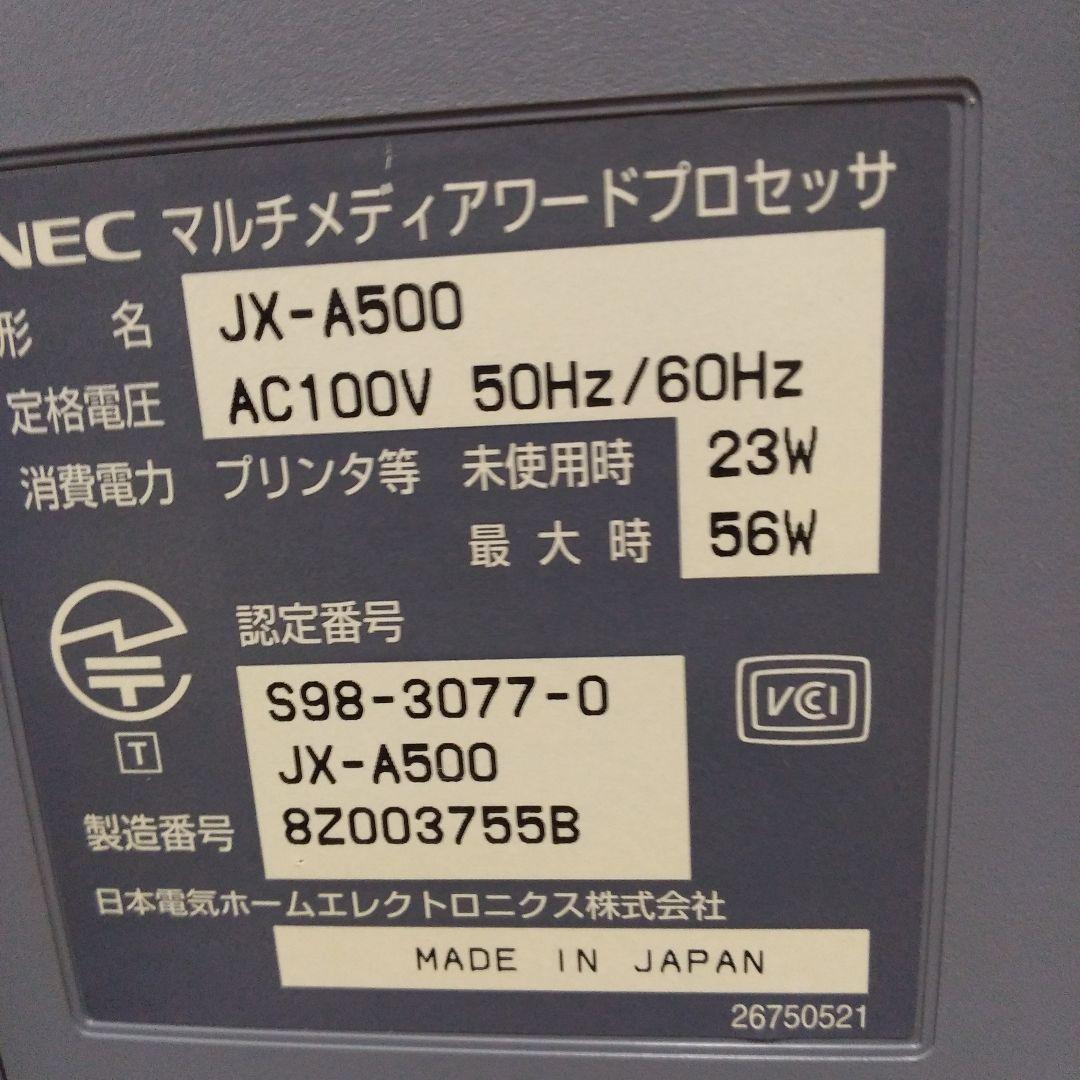 NEC マルチメディアワードプロセッサ
形 名 JX-A500
定格電圧 AC100V 50Hz/60Hz
消費電力 プリンタ等 未使用時 23W
最大時 56W
認定番号
S98-3077-0
JX-A500
T
VCI
製造番号 8Z003755B
日本電気ホームエレクトロニクス株式会社
MADE IN JAPAN
26750521